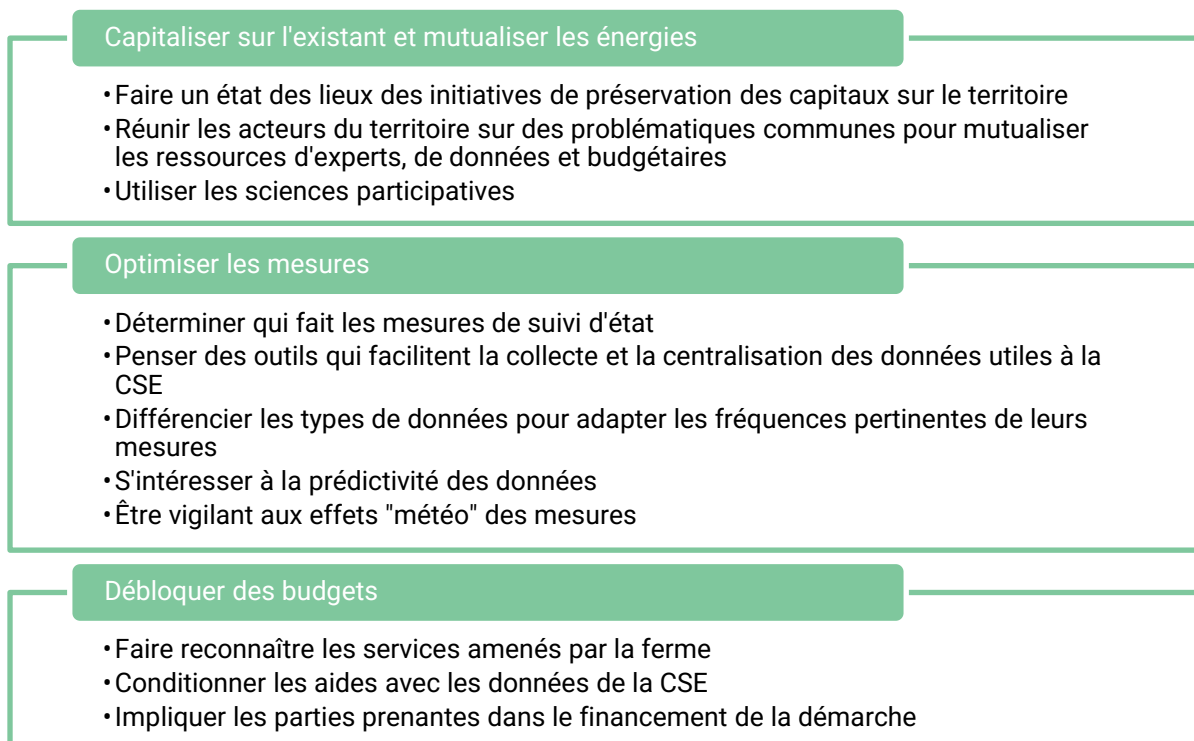 Capitaliser sur l'existant et mutualiser les énergies
•Faire un état des lieux des initiatives de préservation des capitaux sur le territoire
•Réunir les acteurs du territoire sur des problématiques communes pour mutualiser
les ressources d'experts, de données et budgétaires
•Utiliser les sciences participatives
Optimiser les mesures
•Déterminer qui fait les mesures de suivi d'état
•Penser des outils qui facilitent la collecte et la centralisation des données utiles à la
CSE
•Différencier les types de données pour adapter les fréquences pertinentes de leurs
mesures
•S'intéresser à la prédictivité des données
•Être vigilant aux effets "météo" des mesures
Débloquer des budgets
•Faire reconnaître les services amenés par la ferme
•Conditionner les aides avec les données de la CSE
•Impliquer les parties prenantes dans le financement de la démarche